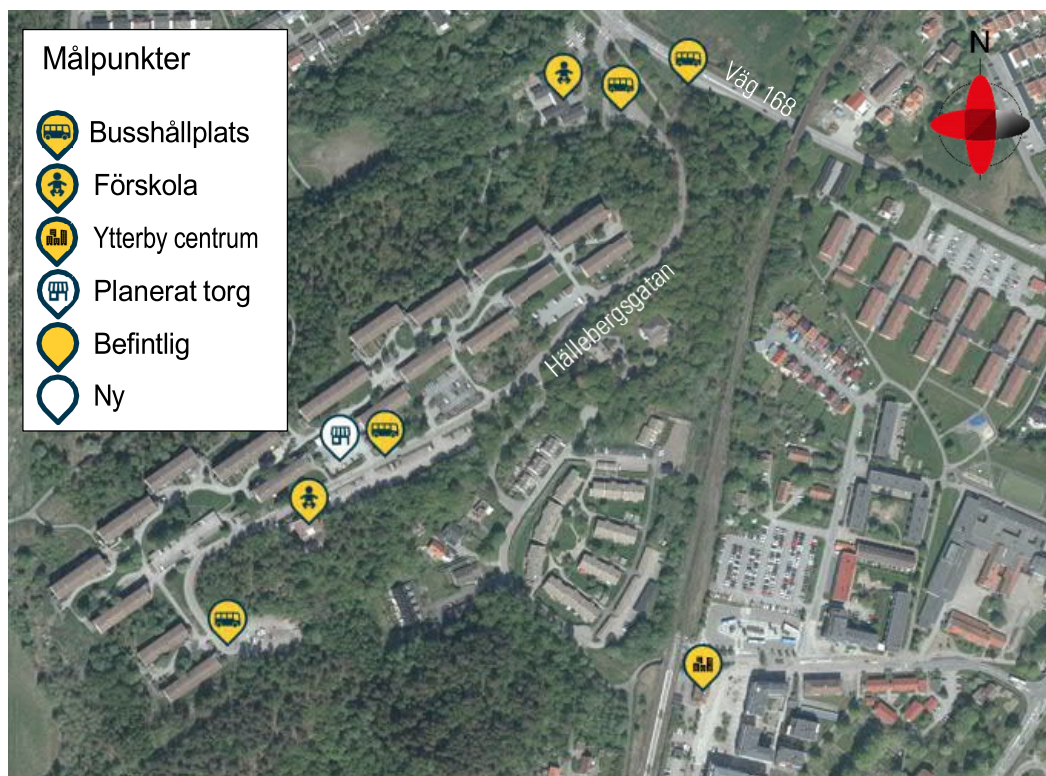 Målpunkter
Busshållplats
Förskola
Ytterby centrum
Planerat torg
Befintlig
Ny
Väg 168
N
Hällebergsgatan